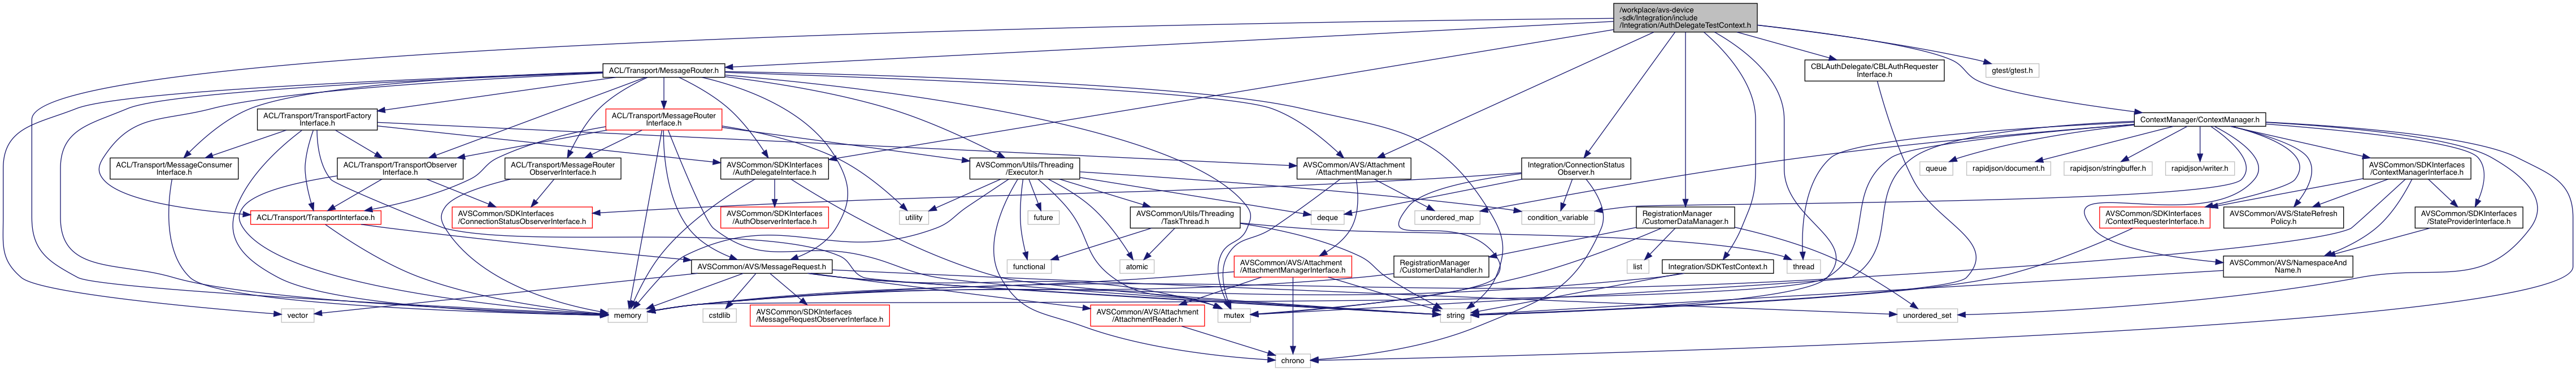 /workplace/avs-device
-sdk/Integration/include
/Integration/AuthDelegateTestContext.h
ACL/Transport/MessageRouter.h
CBLAuthDelegate/CBLAuthRequester
Interface.h
gtest/gtest.h
ACL/Transport/TransportFactory
Interface.h
ACL/Transport/MessageRouter
Interface.h
ContextManager/ContextManager.h
ACL/Transport/MessageConsumer
Interface.h
ACL/Transport/TransportObserver
Interface.h
ACL/Transport/MessageRouter
ObserverInterface.h
AVSCommon/SDKInterfaces
/AuthDelegateInterface.h
AVSCommon/Utils/Threading
/Executor.h
AVSCommon/AVS/Attachment
/AttachmentManager.h
Integration/ConnectionStatus
Observer.h
queue
rapidjson/document.h
rapidjson/stringbuffer.h
rapidjson/writer.h
AVSCommon/SDKInterfaces
/ContextManagerInterface.h
ACL/Transport/TransportInterface.h
AVSCommon/SDKInterfaces
/ConnectionStatusObserverInterface.h
AVSCommon/SDKInterfaces
/AuthObserverInterface.h
utility
future
AVSCommon/Utils/Threading
/TaskThread.h
deque
unordered_map
condition_variable
RegistrationManager
/CustomerDataManager.h
AVSCommon/SDKInterfaces
/ContextRequesterInterface.h
AVSCommon/AVS/StateRefresh
Policy.h
AVSCommon/SDKInterfaces
/StateProviderInterface.h
AVSCommon/AVS/MessageRequest.h
functional
atomic
AVSCommon/AVS/Attachment
/AttachmentManagerInterface.h
RegistrationManager
/CustomerDataHandler.h
list
Integration/SDKTestContext.h
thread
AVSCommon/AVS/NamespaceAnd
Name.h
vector
memory
cstdlib
AVSCommon/SDKInterfaces
/MessageRequestObserverInterface.h
AVSCommon/AVS/Attachment
/AttachmentReader.h
mutex
string
unordered_set
chrono